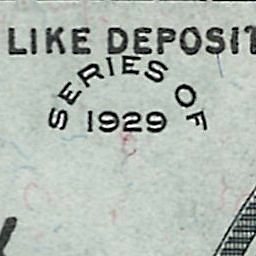 LIKE DEPOSIT
SERIES OF
1929